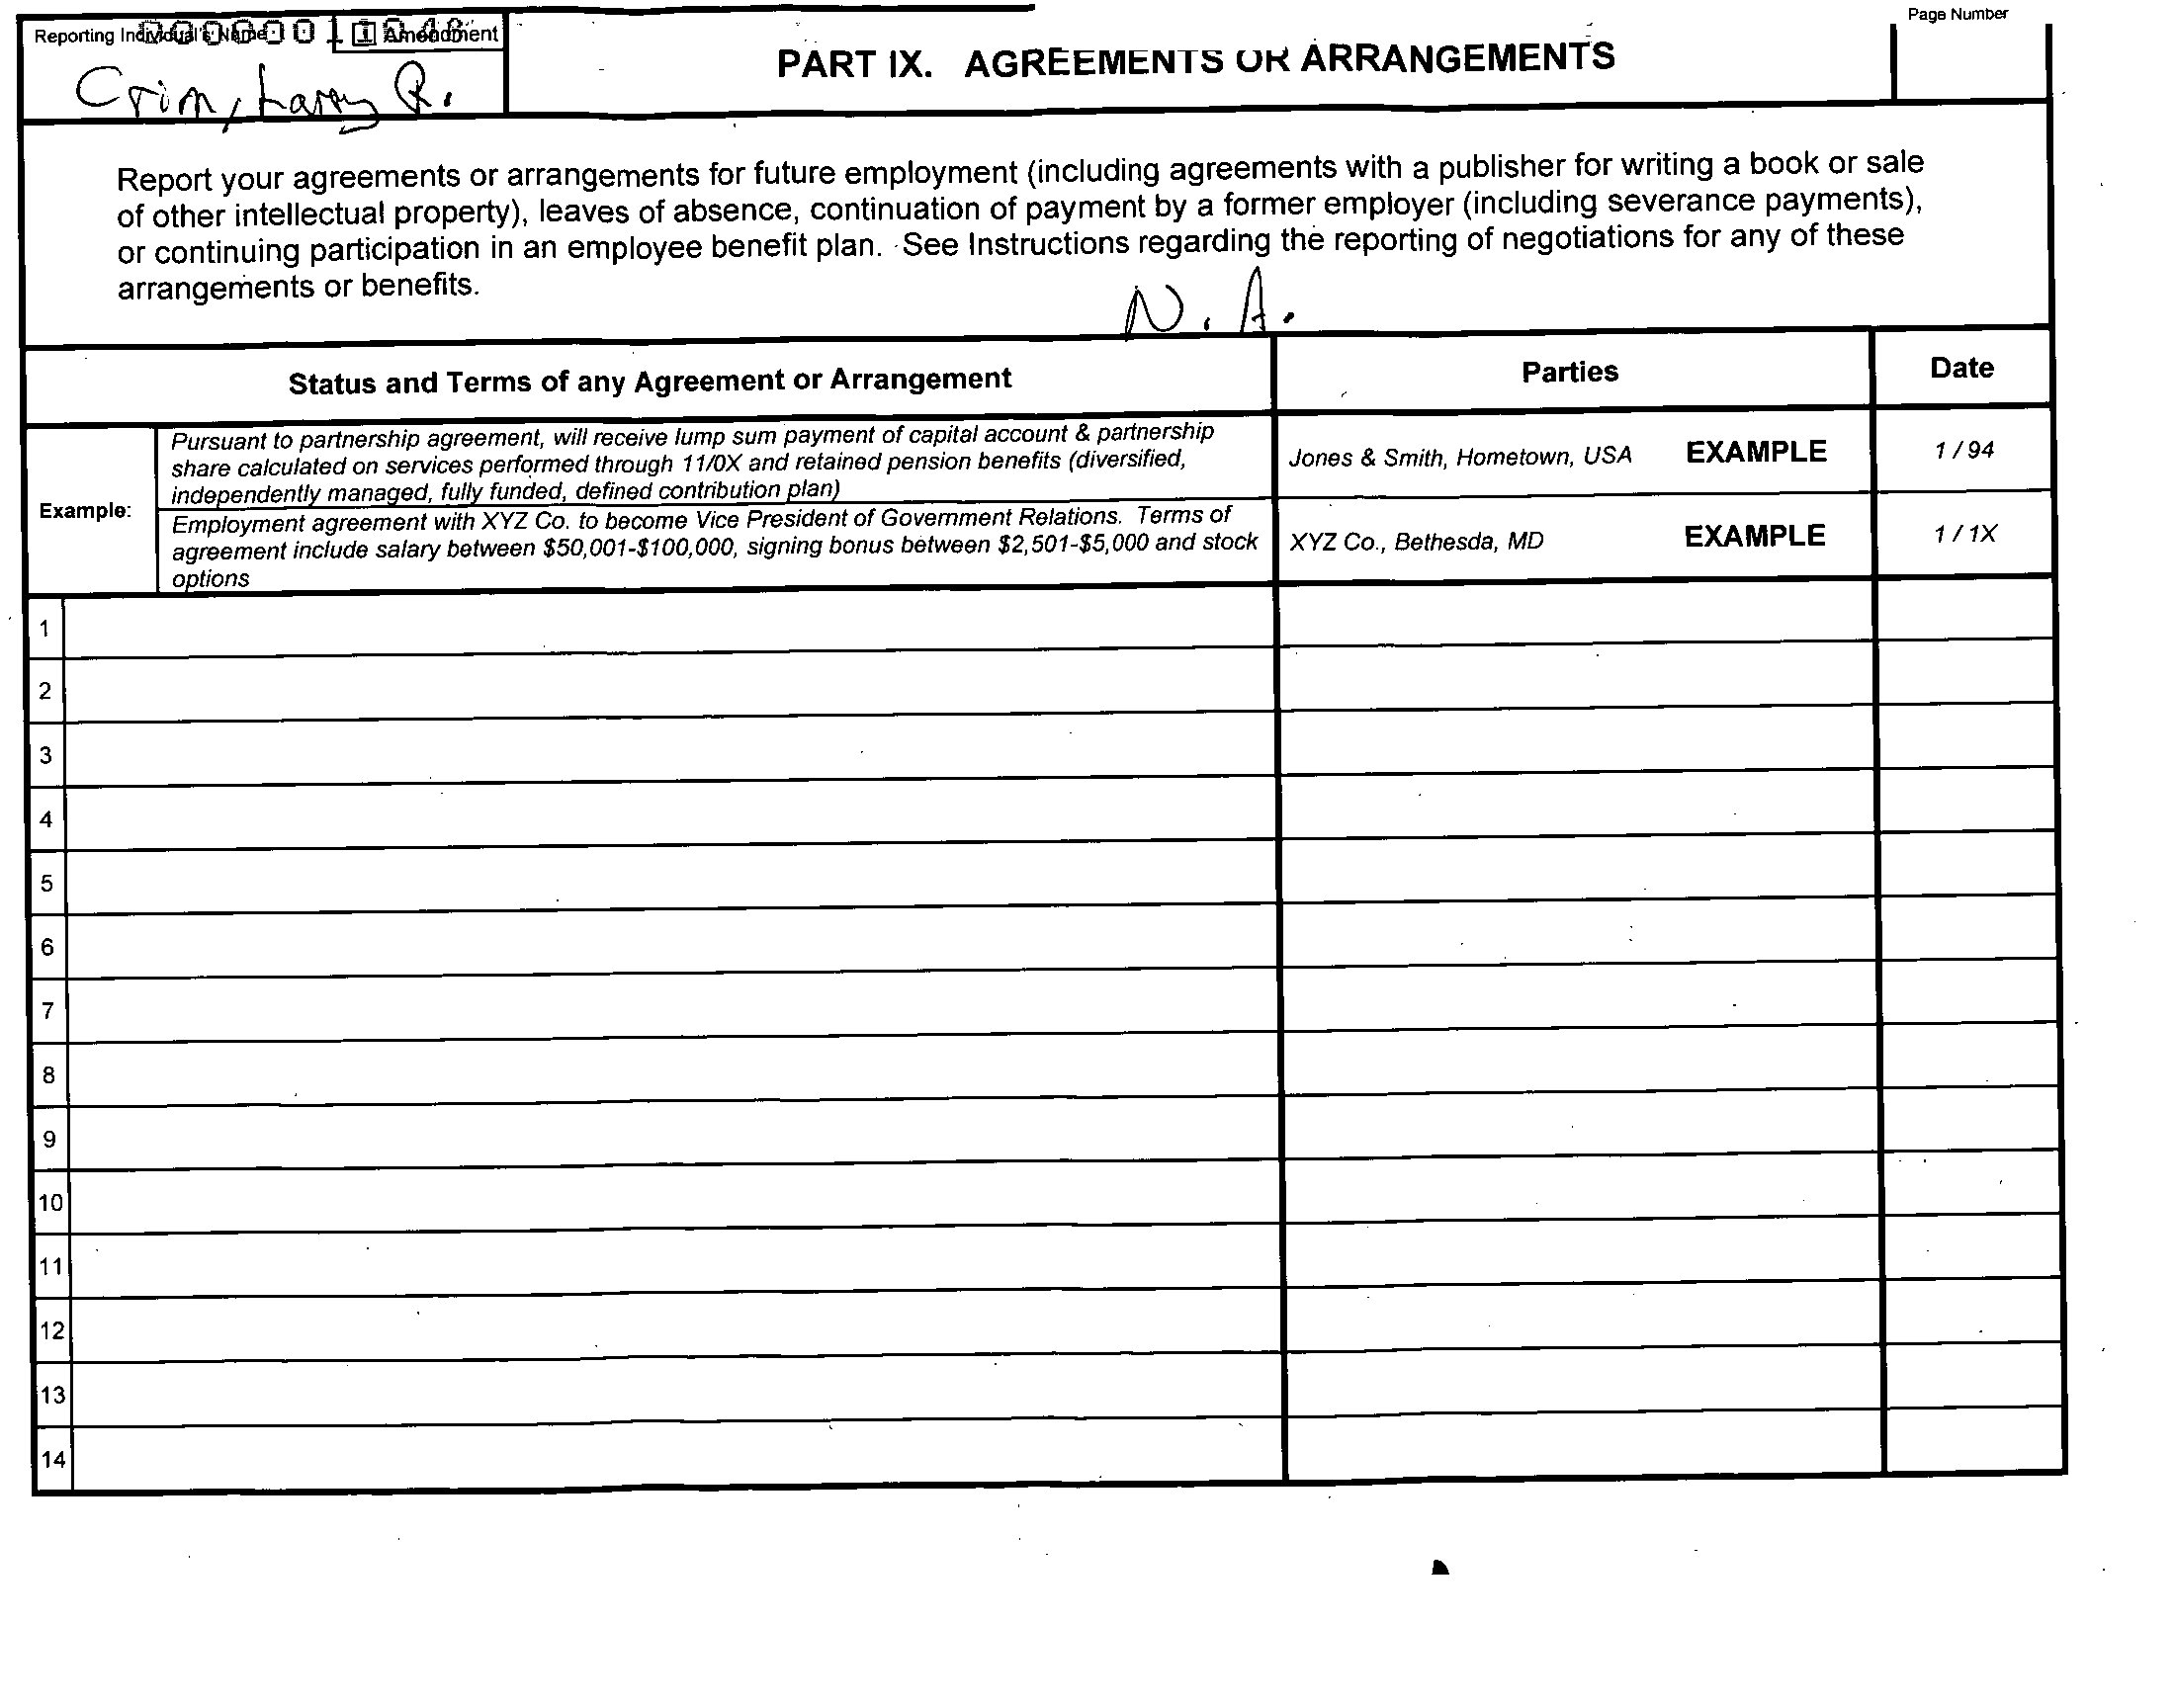 Page Number
Reporting Individual's Name: Amendment
PART IX. AGREEMENTS OR ARRANGEMENTS
Crim, Larry R.
Report your agreements or arrangements for future employment (including agreements with a publisher for writing a book or sale
of other intellectual property), leaves of absence, continuation of payment by a former employer (including severance payments),
or continuing participation in an employee benefit plan. See Instructions regarding the reporting of negotiations for any of these
arrangements or benefits.
N. A.
Status and Terms of any Agreement or Arrangement Parties Date
Example:
Pursuant to partnership agreement, will receive lump sum payment of capital account & partnership
share calculated on services performed through 11/0X and retained pension benefits (diversified,
independently managed, fully funded, defined contribution plan)
Jones & Smith, Hometown, USA EXAMPLE 1 / 94
Employment agreement with XYZ Co. to become Vice President of Government Relations. Terms of
agreement include salary between $50,001-$100,000, signing bonus between $2,501-$5,000 and stock
options
XYZ Co., Bethesda, MD EXAMPLE 1 / 1X
1
2
3
4
5
6
7
8
9
10
11
12
13
14